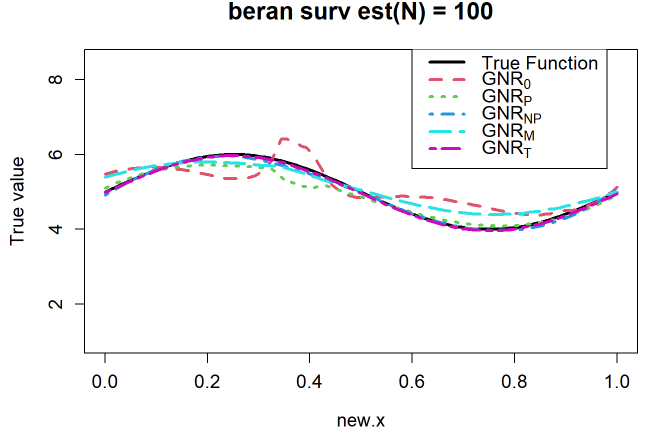 beran surv est(N) = 100
True value
8
6
4
2
True Function
GNR0
GNRP
GNRNP
GNRM
GNRT
0.0 0.2 0.4 0.6 0.8 1.0
new.x